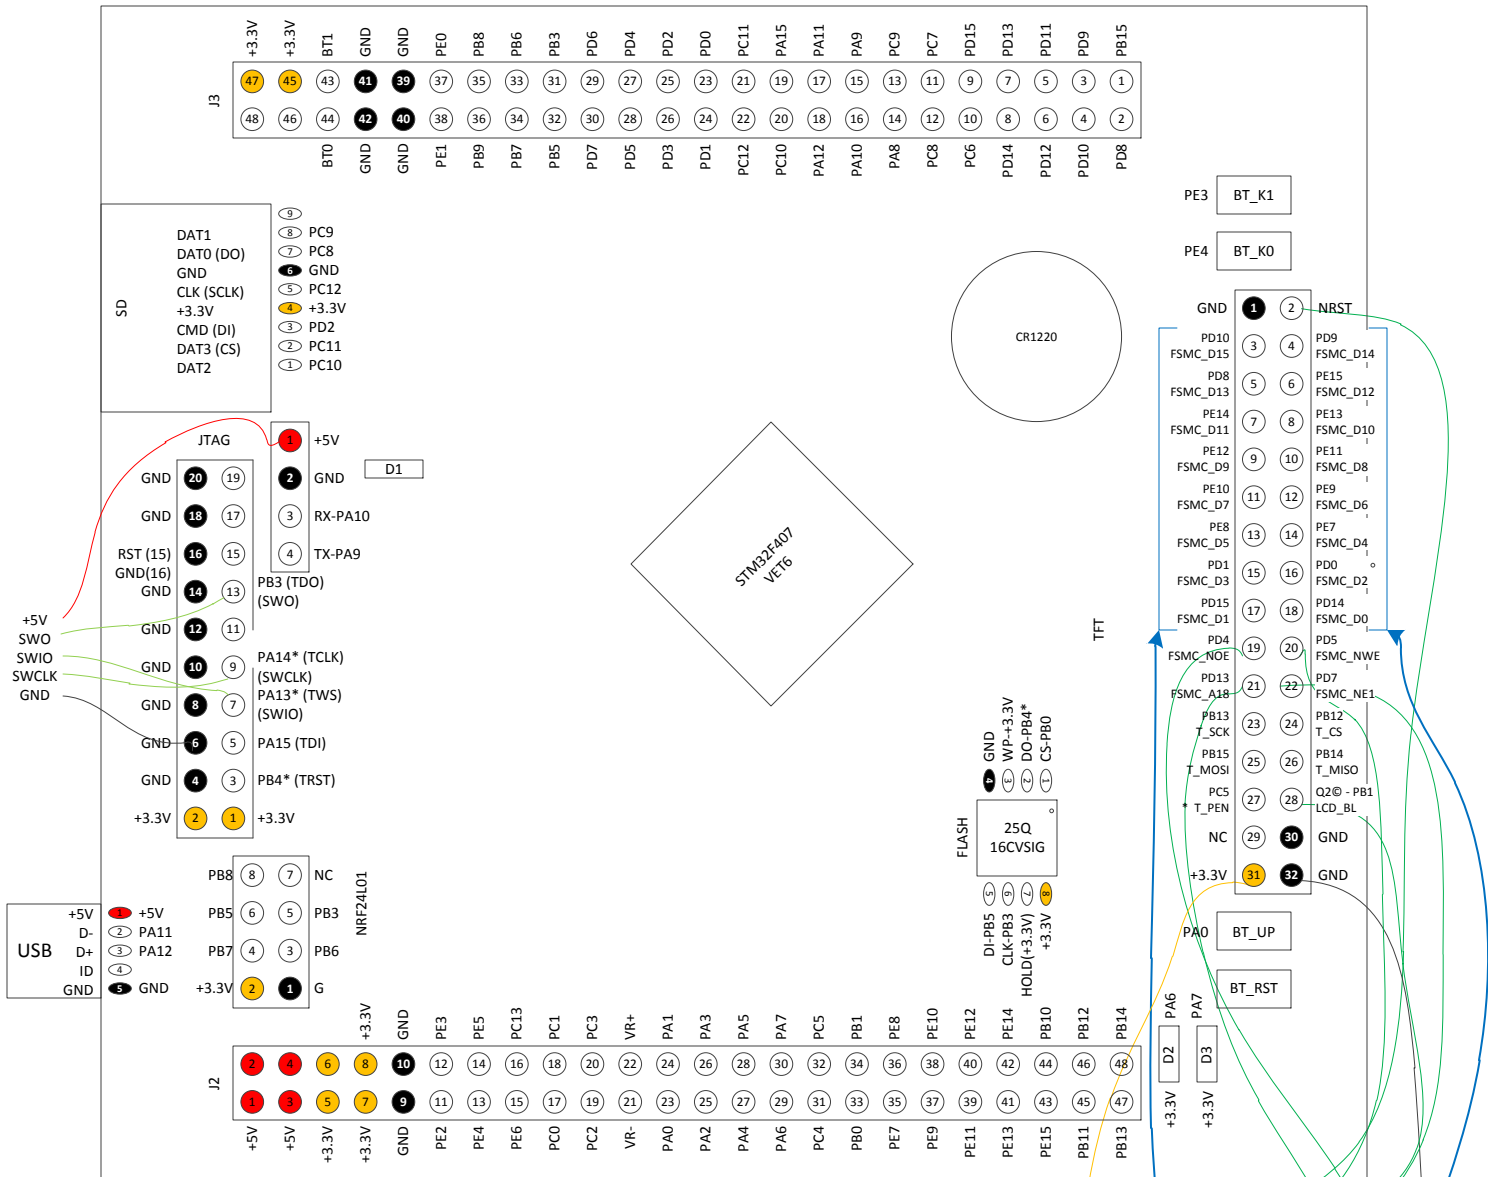 +3.3V +3.3V BT1 GND GND PE0 PB8 PB6 PB3 PD6 PD4 PD2 PD0 PC11 PA15 PA11 PA9 PC9 PC7 PD15 PD13 PD11 PD9 PB15
47 45 43 41 39 37 35 33 31 29 27 25 23 21 19 17 15 13 11 9 7 5 3 1
J3
48 46 44 42 40 38 36 34 32 30 28 26 24 22 20 18 16 14 12 10 8 6 4 2
BT0 GND GND PE1 PB9 PB7 PB5 PD7 PD5 PD3 PD1 PC12 PC10 PA12 PA10 PA8 PC8 PC6 PD14 PD12 PD10 PD8
PE3 BT_K1
PE4 BT_K0
SD
9
DAT1 8 PC9
DAT0 (DO) 7 PC8
GND 6 GND
CLK (SCLK) 5 PC12
+3.3V 4 +3.3V
CMD (DI) 3 PD2
DAT3 (CS) 2 PC11
DAT2 1 PC10
CR1220
JTAG
1 +5V
2 GND
3 RX-PA10
4 TX-PA9
D1
GND 20 19
GND 18 17
RST (15) 16 15
GND(16)
GND 14 13 PB3 (TDO)
(SWO)
GND 12 11
GND 10 9 PA14* (TCLK)
(SWCLK)
GND 8 7 PA13* (TWS)
(SWIO)
GND 6 5 PA15 (TDI)
GND 4 3 PB4* (TRST)
+3.3V 2 1 +3.3V
+5V
SWO
SWIO
SWCLK
GND
STM32F407
VET6
TFT
GND 1 2 NRST
PD10 3 4 PD9
FSMC_D15 FSMC_D14
PD8 5 6 PE15
FSMC_D13 FSMC_D12
PE14 7 8 PE13
FSMC_D11 FSMC_D10
PE12 9 10 PE11
FSMC_D9 FSMC_D8
PE10 11 12 PE9
FSMC_D7 FSMC_D6
PE8 13 14 PE7
FSMC_D5 FSMC_D4
PD1 15 16 PD0
FSMC_D3 FSMC_D2
PD15 17 18 PD14
FSMC_D1 FSMC_D0
PD4 19 20 PD5
FSMC_NOE FSMC_NWE
PD13 21 22 PD7
FSMC_A18 FSMC_NE1
PB13 23 24 PB12
T_SCK T_CS
PB15 25 26 PB14
T_MOSI T_MISO
PC5 27 28 Q2© - PB1
* T_PEN LCD_BL
NC 29 30 GND
+3.3V 31 32 GND
GND WP-+3.3V DO-PB4* CS-PB0
4 3 2 1
FLASH
25Q
16CVSIG
5 6 7 8
DI-PB5 CLK-PB3 HOLD(+3.3V) +3.3V
PB8 8 7 NC
PB5 6 5 PB3
PB7 4 3 PB6
+3.3V 2 1 G
NRF24L01
USB
+5V 1 +5V
D- 2 PA11
D+ 3 PA12
ID 4
GND 5 GND
PA0 BT_UP
BT_RST
PA6 PA7
D2 D3
+3.3V +3.3V
+3.3V GND PE3 PE5 PC13 PC1 PC3 VR+ PA1 PA3 PA5 PA7 PC5 PB1 PE8 PE10 PE12 PE14 PB10 PB12 PB14
2 4 6 8 10 12 14 16 18 20 22 24 26 28 30 32 34 36 38 40 42 44 46 48
J2
1 3 5 7 9 11 13 15 17 19 21 23 25 27 29 31 33 35 37 39 41 43 45 47
+5V +5V +3.3V +3.3V GND PE2 PE4 PE6 PC0 PC2 VR- PA0 PA2 PA4 PA6 PC4 PB0 PE7 PE9 PE11 PE13 PE15 PB11 PB13